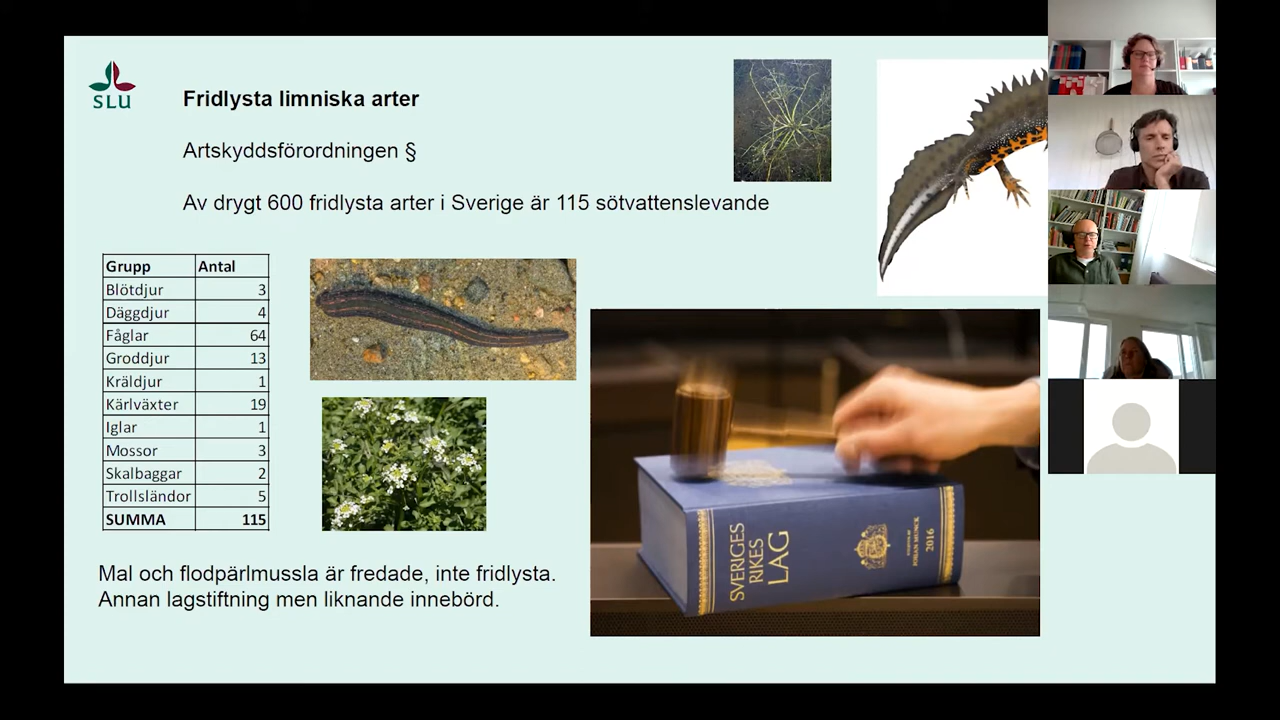 SLU
Fridlysta limniska arter
Artskyddsförordningen §
Av drygt 600 fridlysta arter i Sverige är 115 sötvattenslevande
Grupp Antal
Blötdjur 3
Däggdjur 4
Fåglar 64
Groddjur 13
Kräldjur 1
Kärlväxter 19
Iglar 1
Mossor 3
Skalbaggar 2
Trollsländor 5
SUMMA 115
Mal och flodpärlmussla är fredade, inte fridlysta.
Annan lagstiftning men liknande innebörd.
SVERIGES
RIKES
LAG
JOHAN MUNCK
2016